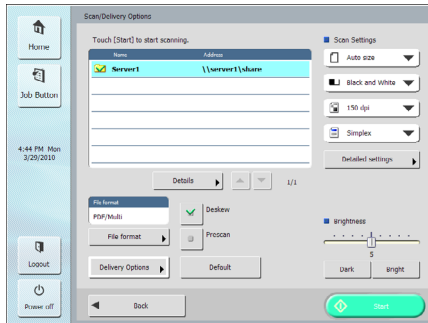 Scan/Delivery Options
Home
Job Button
4:44 PM Mon
3/29/2010
Logout
Power off
Touch [Start] to start scanning.
Name Address
Server1 \\server1\share
Details
1/1
File format
PDF/Multi
Deskew
File format
Prescan
Delivery Options
Default
Back
Scan Settings
Auto size
Black and White
150 dpi
Simplex
Detailed settings
Brightness
5
Dark Bright
Start